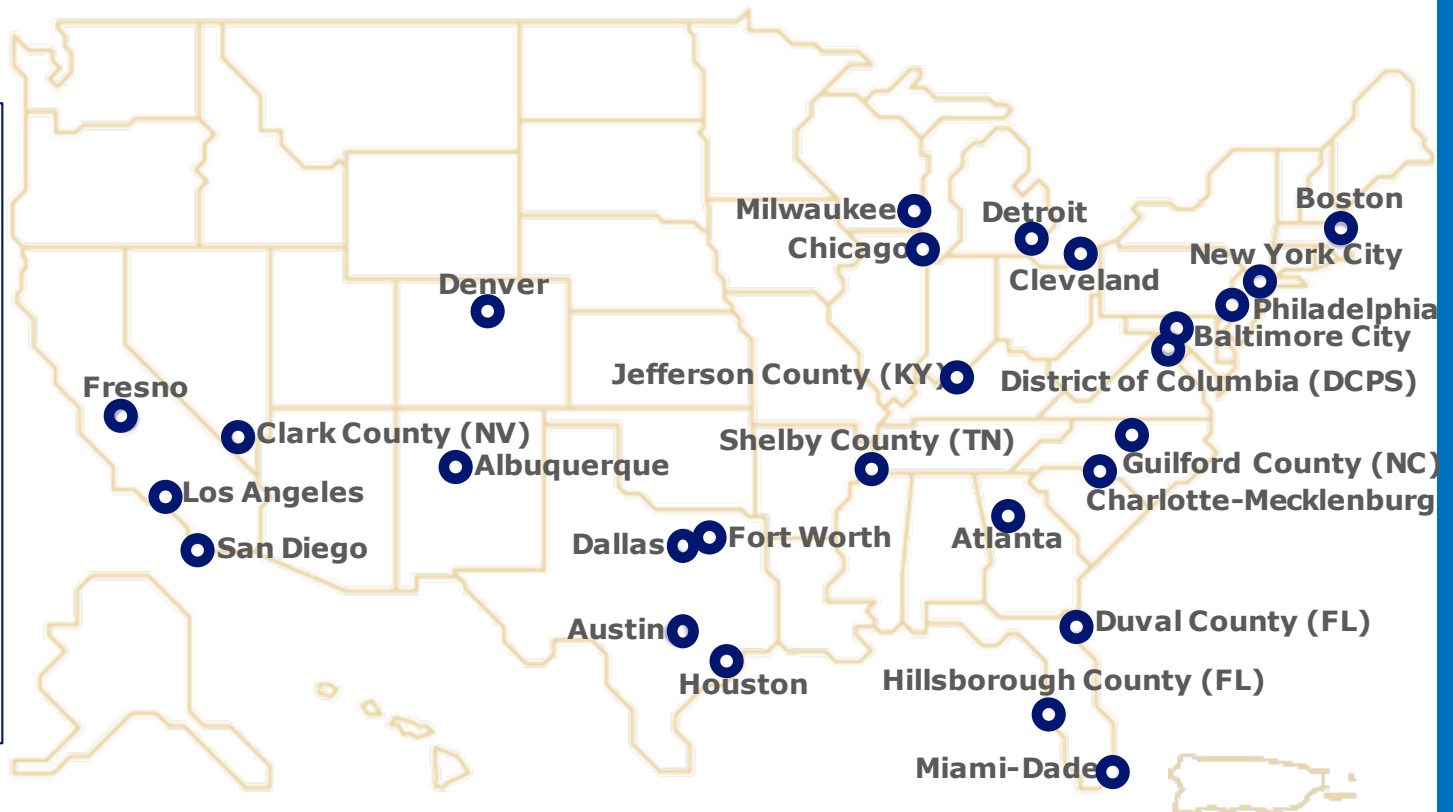 Boston
Milwaukee
Detroit
Chicago
New York City
Cleveland
Denver
Philadelphia
Baltimore City
Jefferson County (KY)
District of Columbia (DCPS)
Fresno
Clark County (NV)
Shelby County (TN)
Albuquerque
Guilford County (NC)
Los Angeles
Charlotte-Mecklenburg
Dallas
Fort Worth
Atlanta
San Diego
Austin
Duval County (FL)
Houston
Hillsborough County (FL)
Miami-Dade